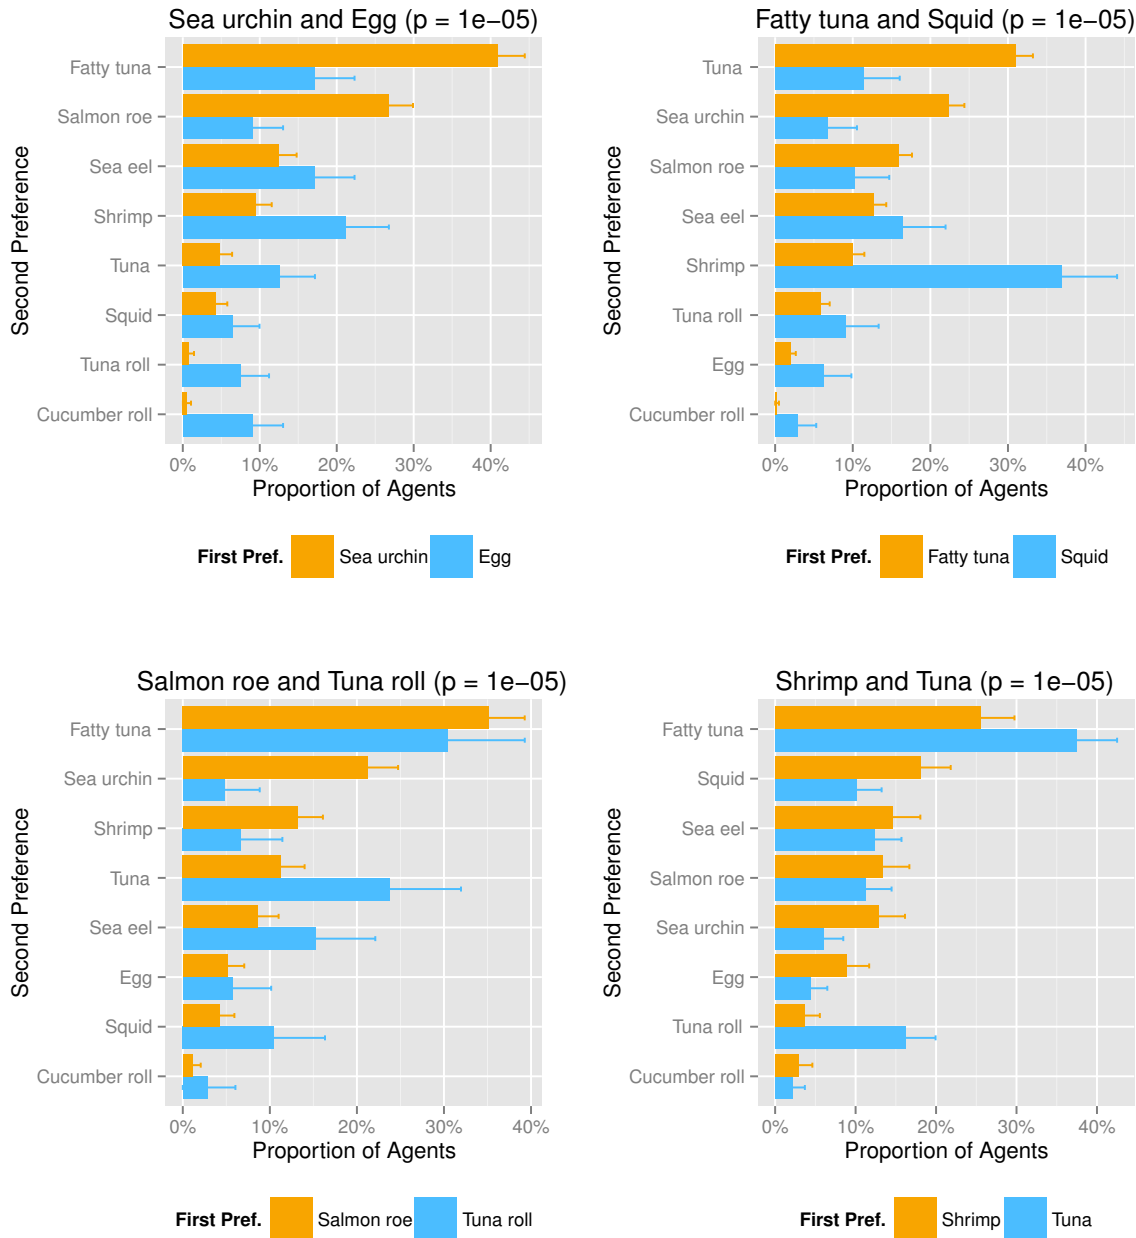 Sea urchin and Egg (p = 1e−05)
Second Preference
Fatty tuna
Salmon roe
Sea eel
Shrimp
Tuna
Squid
Tuna roll
Cucumber roll
0% 10% 20% 30% 40%
Proportion of Agents
First Pref. Sea urchin Egg
Fatty tuna and Squid (p = 1e−05)
Second Preference
Tuna
Sea urchin
Salmon roe
Sea eel
Shrimp
Tuna roll
Egg
Cucumber roll
0% 10% 20% 30% 40%
Proportion of Agents
First Pref. Fatty tuna Squid
Salmon roe and Tuna roll (p = 1e−05)
Second Preference
Fatty tuna
Sea urchin
Shrimp
Tuna
Sea eel
Egg
Squid
Cucumber roll
0% 10% 20% 30% 40%
Proportion of Agents
First Pref. Salmon roe Tuna roll
Shrimp and Tuna (p = 1e−05)
Second Preference
Fatty tuna
Squid
Sea eel
Salmon roe
Sea urchin
Egg
Tuna roll
Cucumber roll
0% 10% 20% 30% 40%
Proportion of Agents
First Pref. Shrimp Tuna